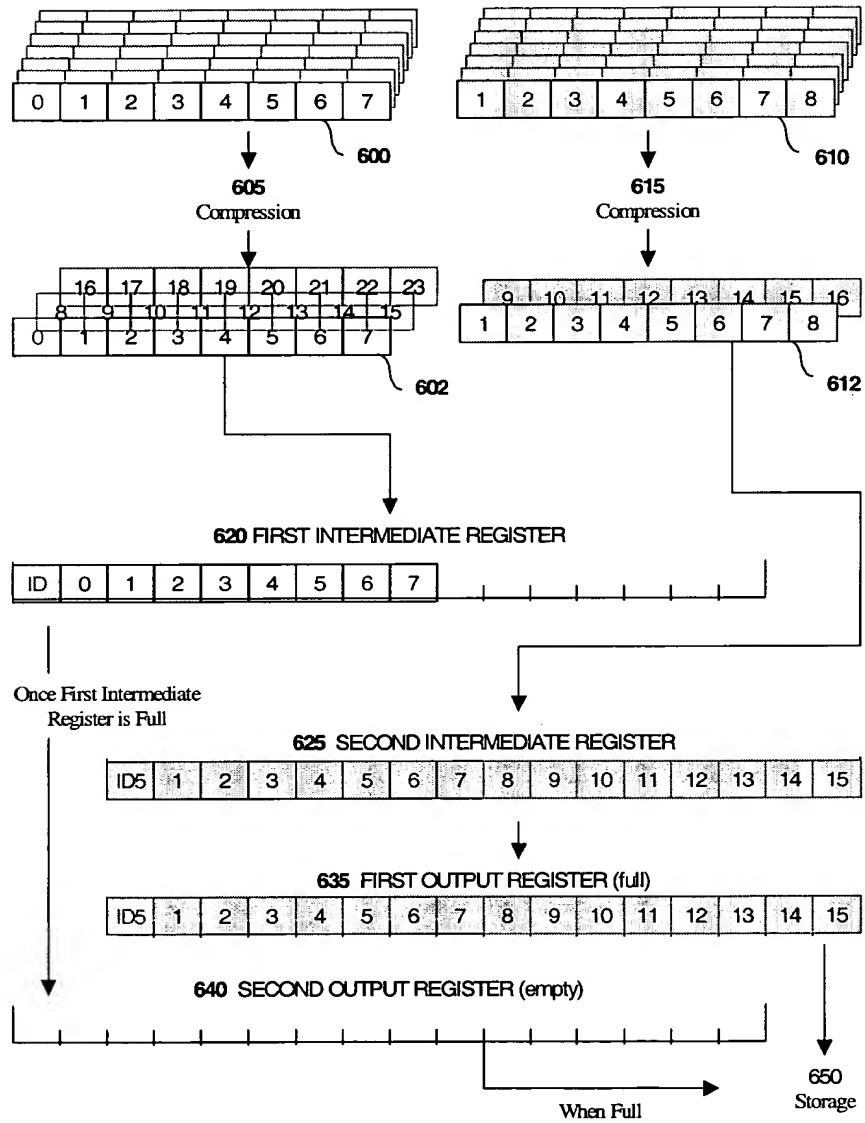 0 1 2 3 4 5 6 7
1 2 3 4 5 6 7 8
600
610
605
Compression
615
Compression
16 17 18 19 20 21 22 23
8 9 10 11 12 13 14 15
0 1 2 3 4 5 6 7
9 10 11 12 13 14 15 16
1 2 3 4 5 6 7 8
602
612
620 FIRST INTERMEDIATE REGISTER
ID 0 1 2 3 4 5 6 7
Once First Intermediate
Register is Full
625 SECOND INTERMEDIATE REGISTER
ID5 1 2 3 4 5 6 7 8 9 10 11 12 13 14 15
635 FIRST OUTPUT REGISTER (full)
ID5 1 2 3 4 5 6 7 8 9 10 11 12 13 14 15
640 SECOND OUTPUT REGISTER (empty)
650
Storage
When Full